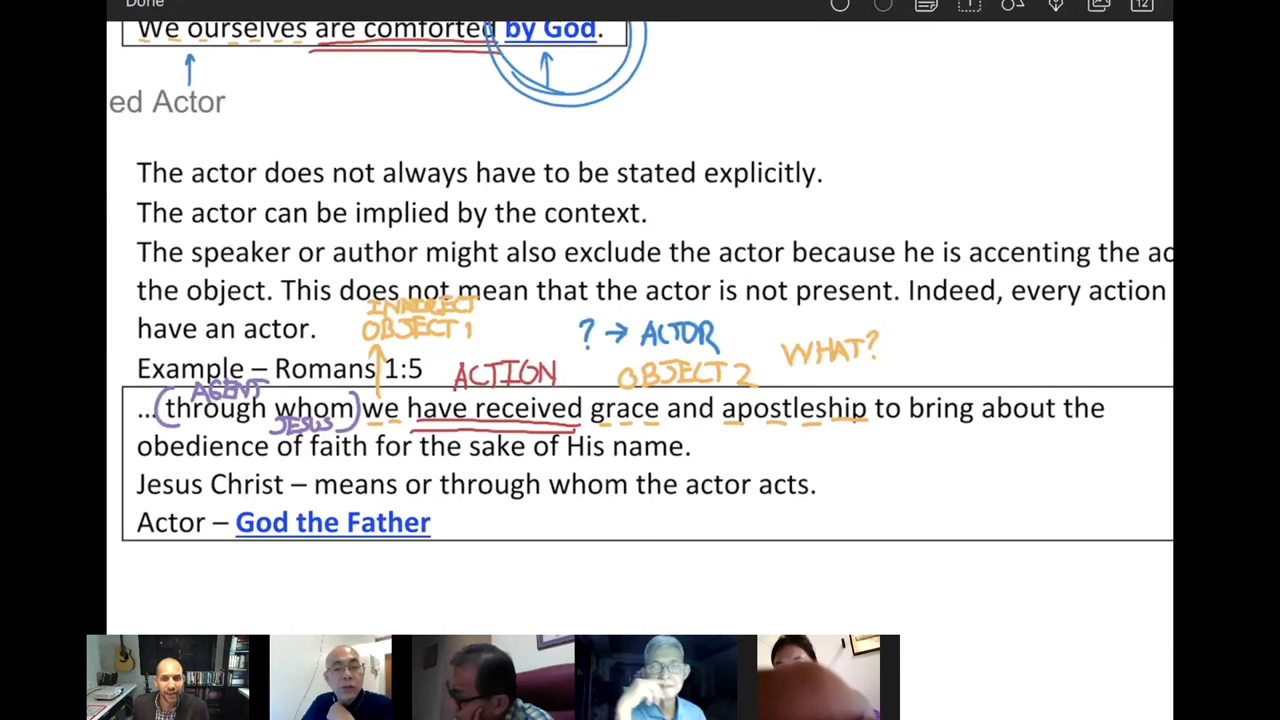 Done
12
We ourselves are comforted by God.
ed Actor
The actor does not always have to be stated explicitly.
The actor can be implied by the context.
The speaker or author might also exclude the actor because he is accenting the ac
the object. This does not mean that the actor is not present. Indeed, every action
have an actor.
INDIRECT
OBJECT 1
? → ACTOR
WHAT?
Example – Romans 1:5
ACTION
OBJECT 2
AGENT
... (through whom) we have received grace and apostleship to bring about the
JESUS
obedience of faith for the sake of His name.
Jesus Christ – means or through whom the actor acts.
Actor – God the Father